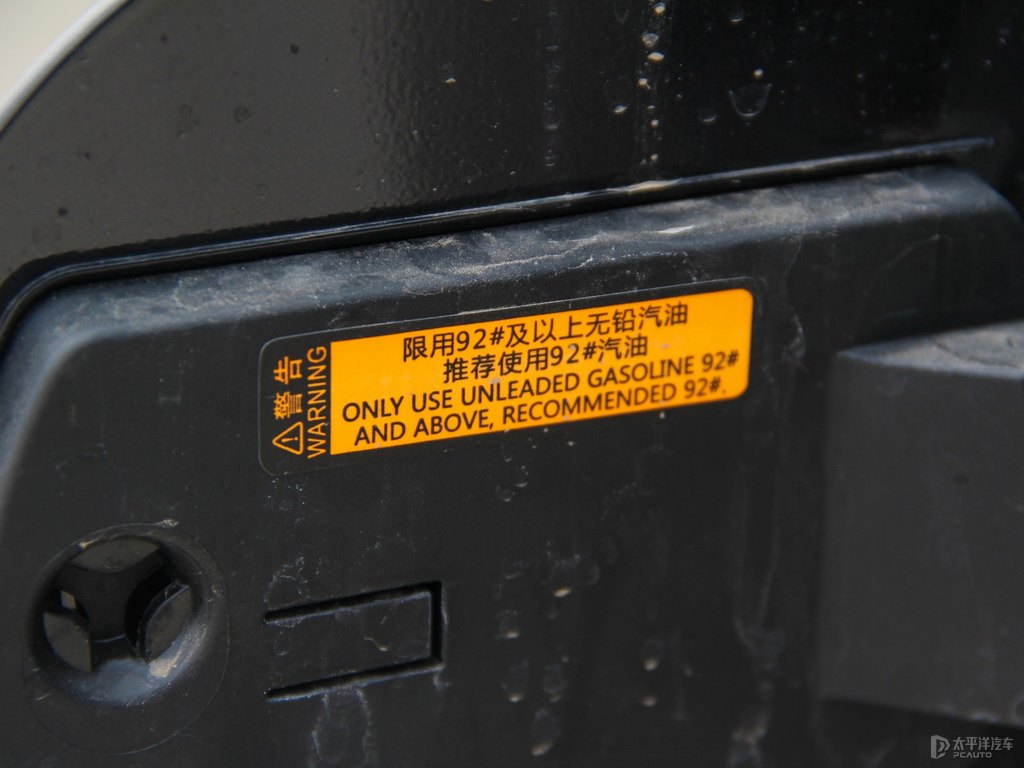 警告
WARNING
限用92#及以上无铅汽油
推荐使用92#汽油
ONLY USE UNLEADED GASOLINE 92#
AND ABOVE, RECOMMENDED 92#.
太平洋汽车
PCAUTO